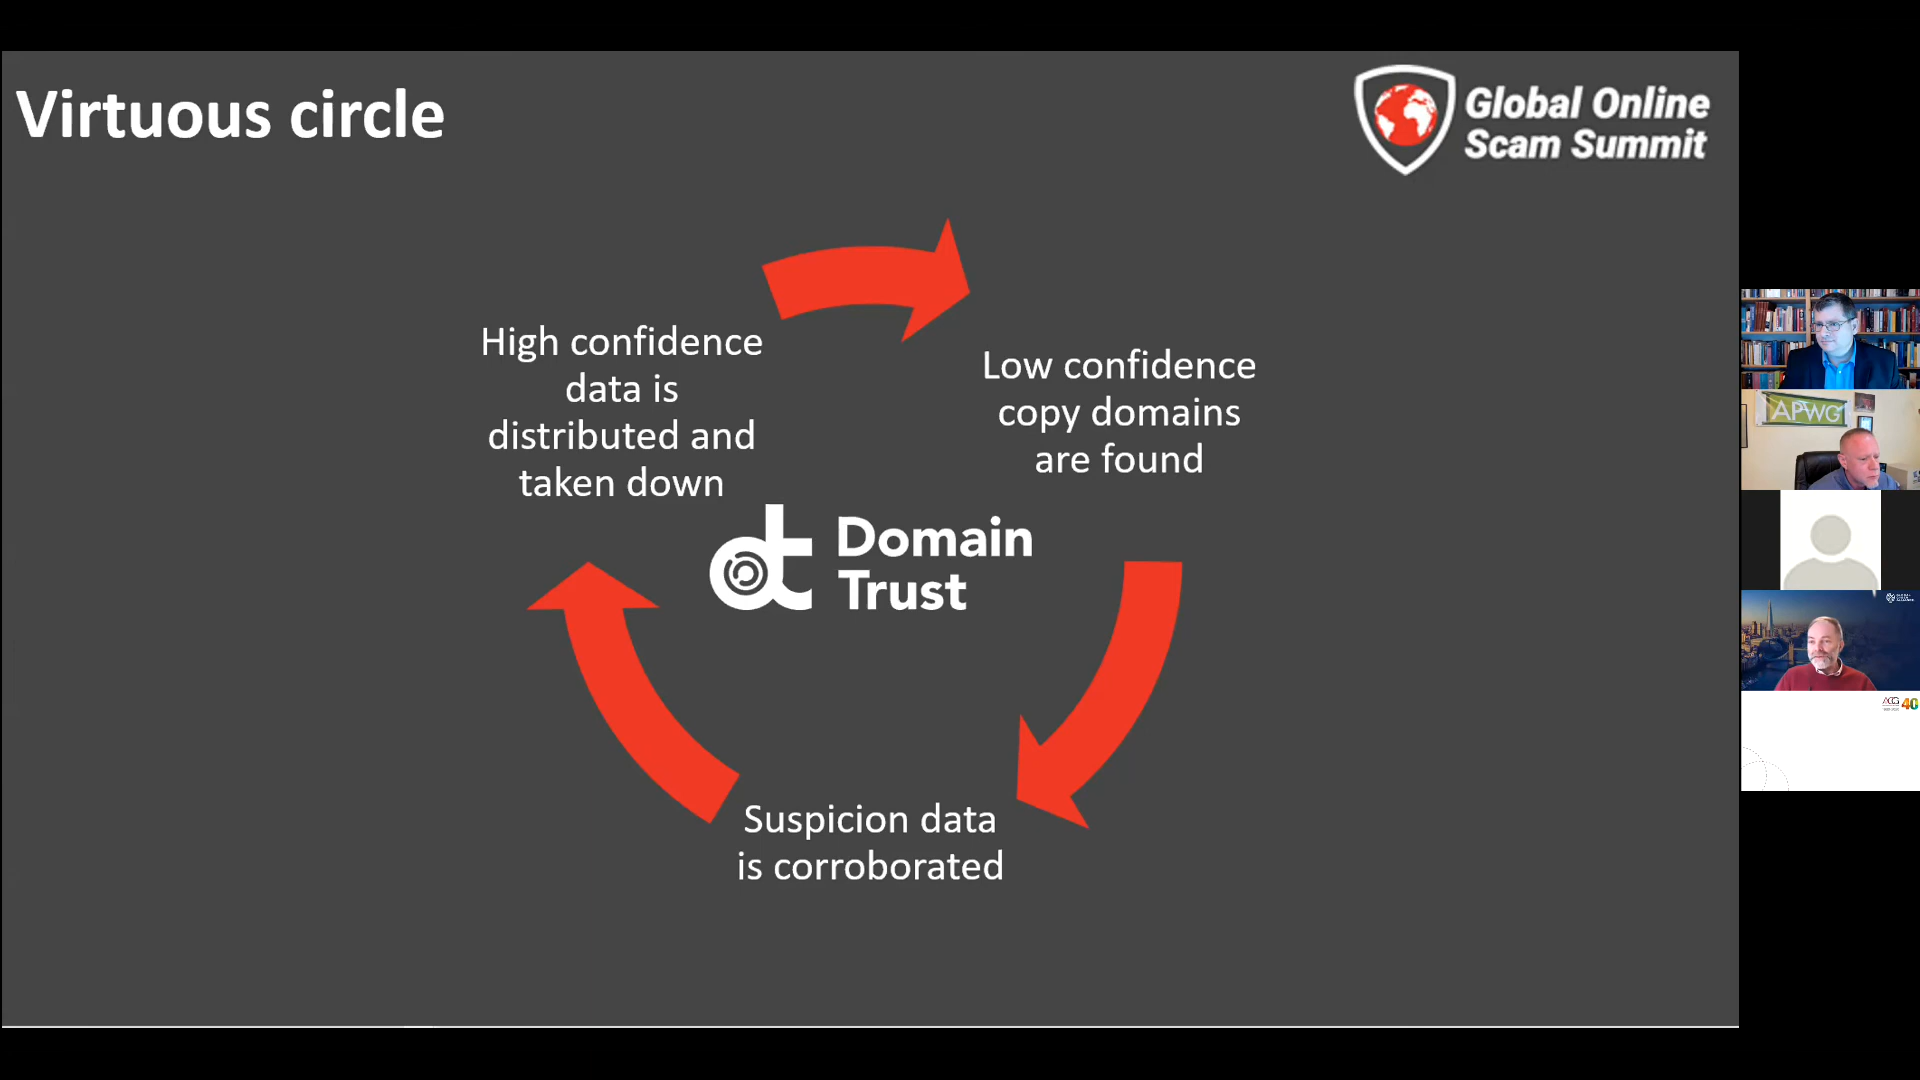 Virtuous circle
Global Online
Scam Summit
High confidence
data is
distributed and
taken down
Low confidence
copy domains
are found
Domain
Trust
Suspicion data
is corroborated
APWG
40